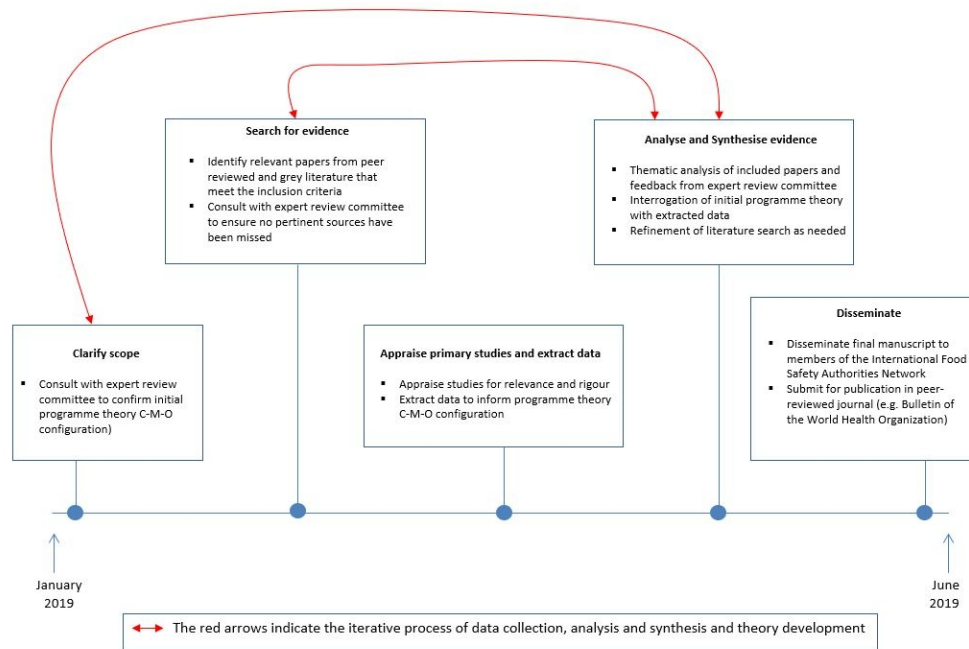 Search for evidence
▪ Identify relevant papers from peer
reviewed and grey literature that
meet the inclusion criteria
▪ Consult with expert review committee
to ensure no pertinent sources have
been missed
Analyse and Synthesise evidence
▪ Thematic analysis of included papers and
feedback from expert review committee
▪ Interrogation of initial programme theory
with extracted data
▪ Refinement of literature search as needed
Clarify scope
▪ Consult with expert review
committee to confirm initial
programme theory C-M-O
configuration)
Appraise primary studies and extract data
▪ Appraise studies for relevance and rigour
▪ Extract data to inform programme theory
C-M-O configuration
Disseminate
▪ Disseminate final manuscript to
members of the International Food
Safety Authorities Network
▪ Submit for publication in peer-
reviewed journal (e.g. Bulletin of
the World Health Organization)
January
2019
June
2019
The red arrows indicate the iterative process of data collection, analysis and synthesis and theory development